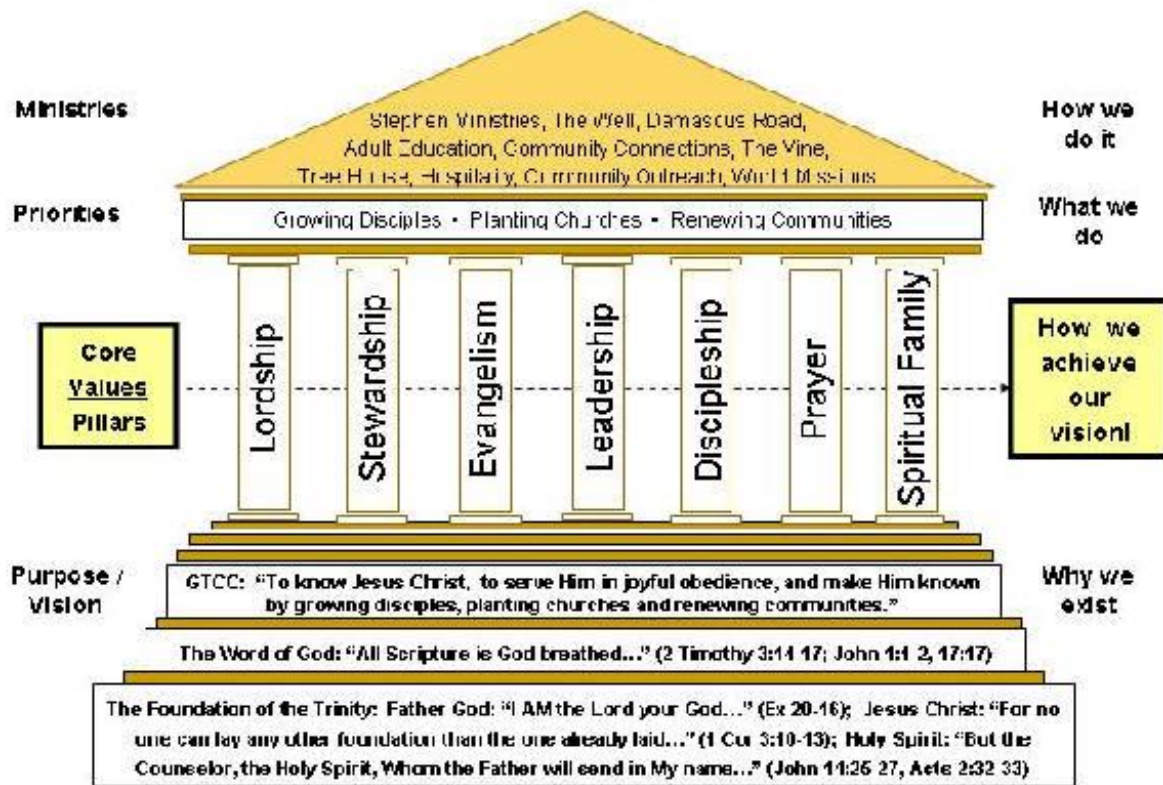 Ministries
Stephen Ministries, The Well, Damascus Road,
Adult Education, Community Connections, The Vine,
Tree House, Hospitality, Community Outreach, World Missions
How we
do it
Priorities
Growing Disciples • Planting Churches • Renewing Communities
What we
do
Core
Values
Pillars
Lordship
Stewardship
Evangelism
Leadership
Discipleship
Prayer
Spiritual Family
How we
achieve
our
vision!
Purpose /
Vision
GTCC: “To know Jesus Christ, to serve Him in joyful obedience, and make Him known
by growing disciples, planting churches and renewing communities.”
Why we
exist
The Word of God: “All Scripture is God breathed…” (2 Timothy 3:14-17; John 1:1-2, 17:17)
The Foundation of the Trinity: Father God: “I AM the Lord your God…” (Ex 20); Jesus Christ: “For no
one can lay any other foundation than the one already laid…” (1 Cor 3:10-13); Holy Spirit: “But the
Counselor, the Holy Spirit, Whom the Father will send in My name…” (John 14:26-27, Acts 2:32-33)